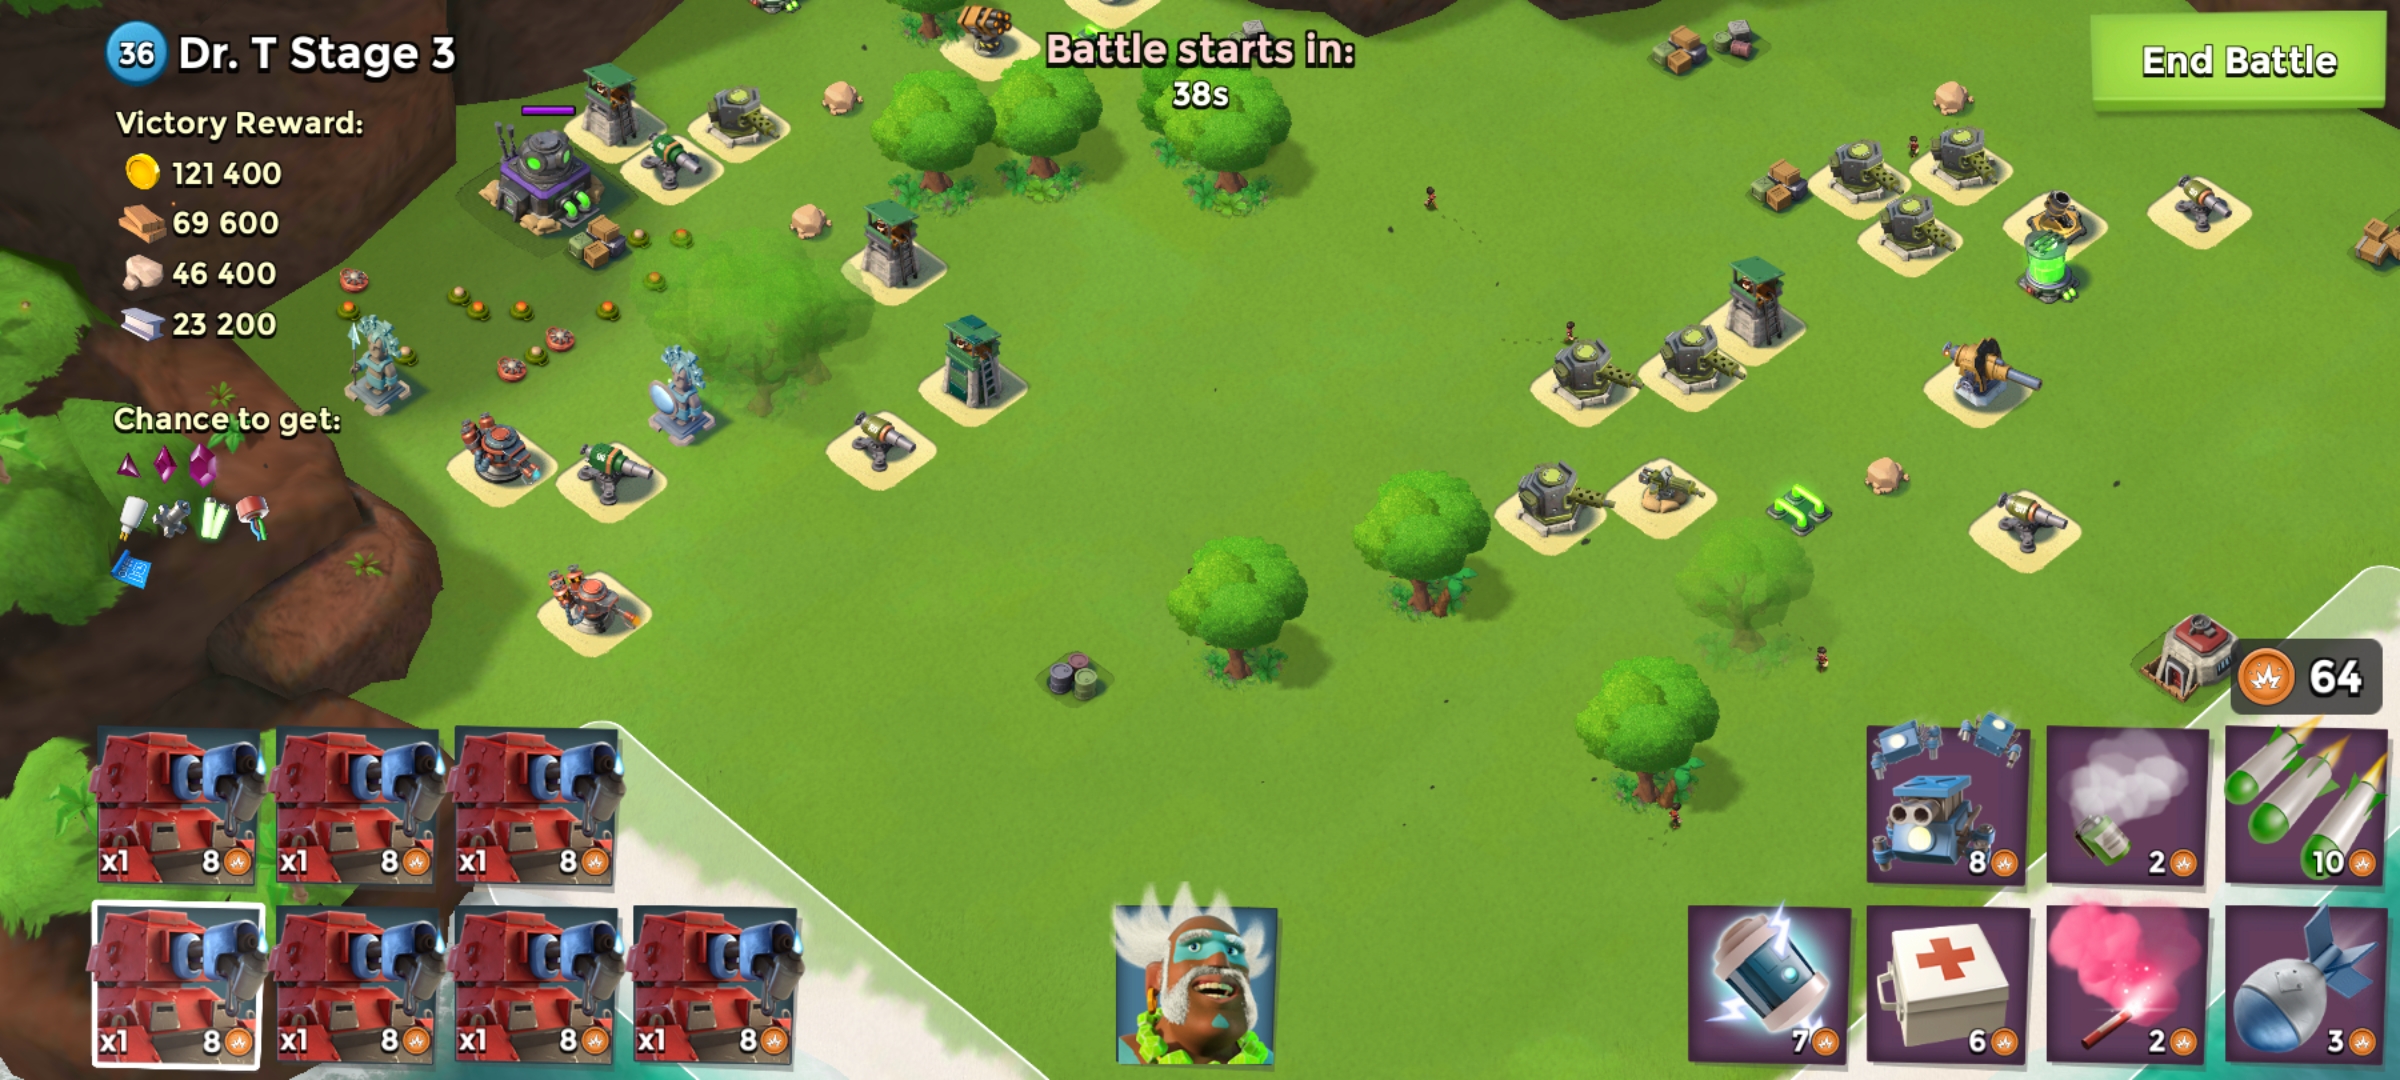 36 Dr. T Stage 3
Battle starts in:
38s
End Battle
Victory Reward:
121 400
69 600
46 400
23 200
Chance to get:
64
x1 8
x1 8
x1 8
8
2
10
x1 8
x1 8
x1 8
x1 8
7
6
2
3